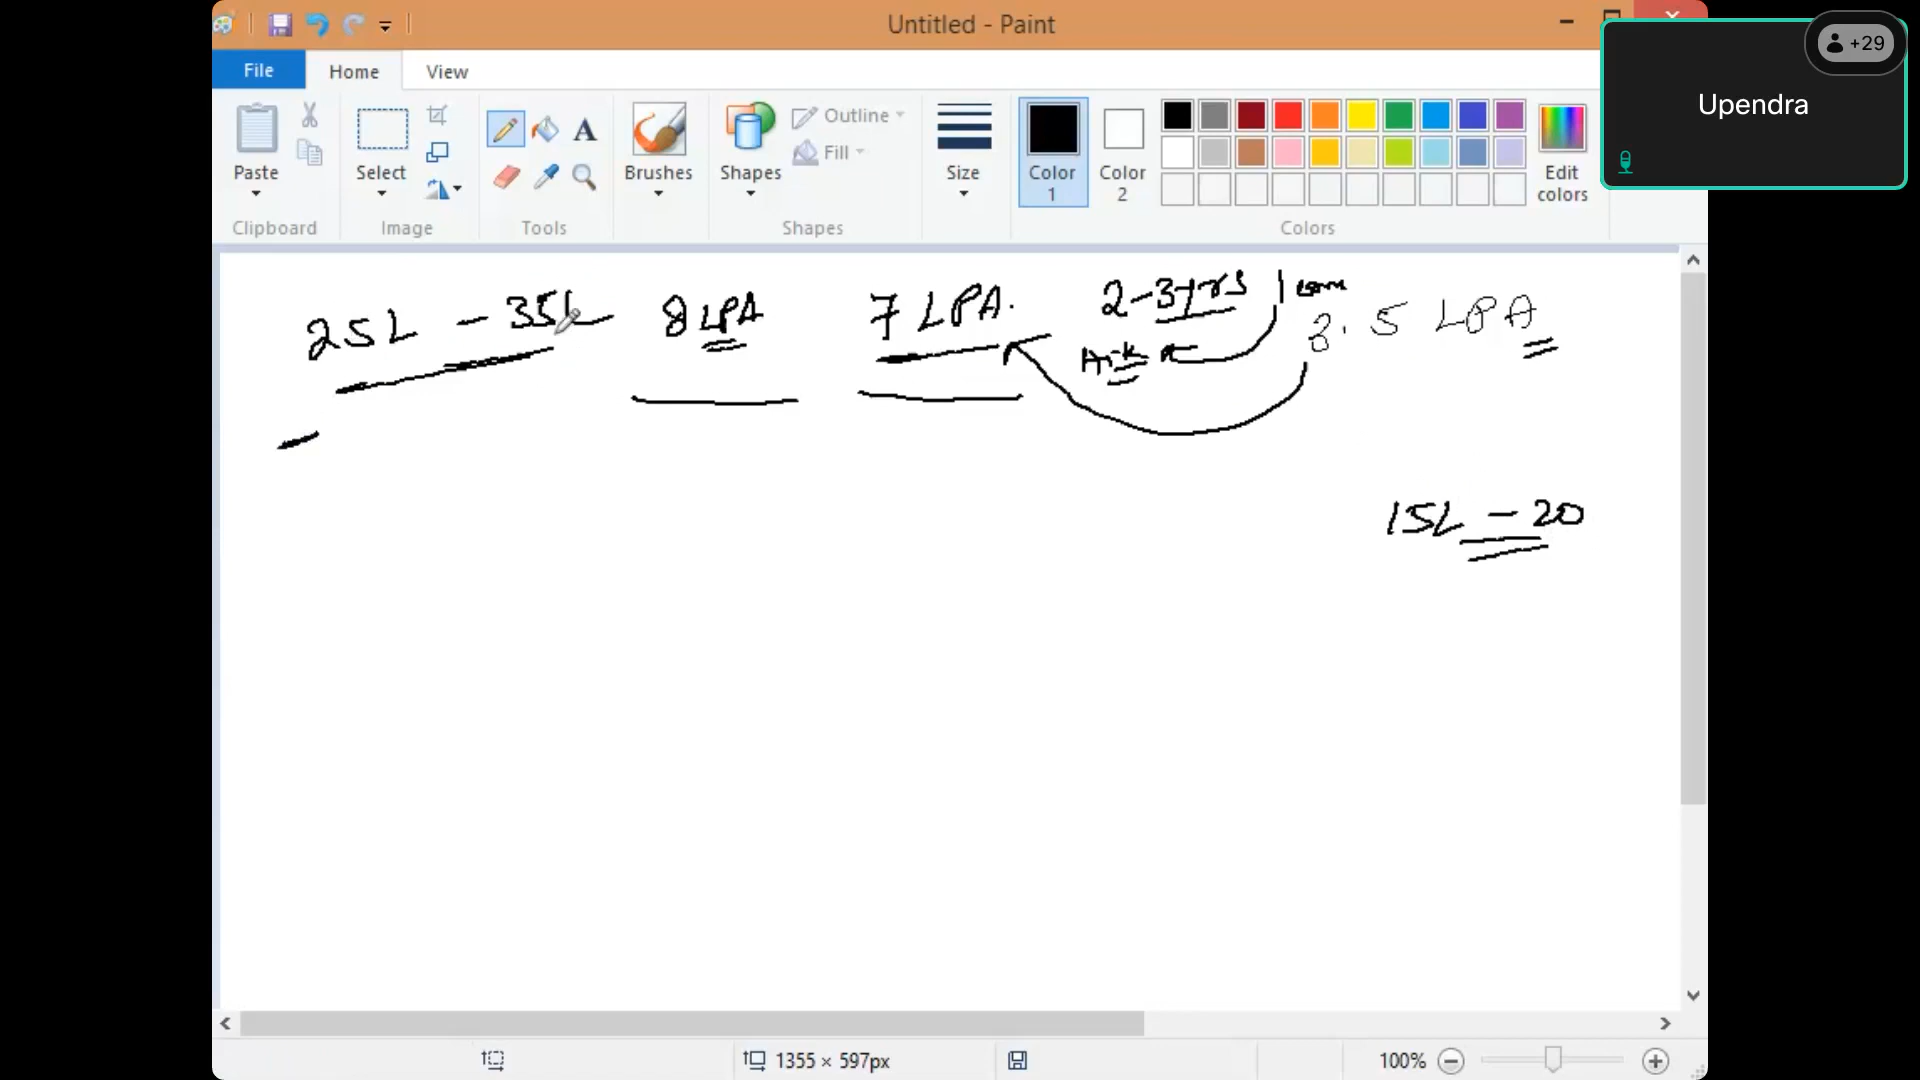 Untitled - Paint
+29
File Home View
Upendra
Outline
Fill
Paste
Select
Brushes
Shapes
Size
Color 1
Color 2
Edit colors
Clipboard
Image
Tools
Shapes
Colors
25L - 35L 8 LPA 7 LPA. 2-3yrs 3.5 LPA
15L - 20
1355 × 597px
100%